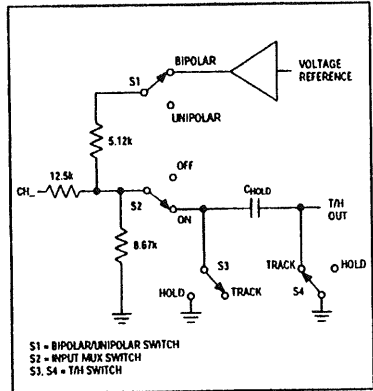 BIPOLAR
VOLTAGE
REFERENCE
S1
UNIPOLAR
5.12k
OFF
12.5k
CHOLD
CH_
T/H
OUT
S2
ON
8.67k
S3
TRACK
HOLD
HOLD
TRACK
S4
S1 = BIPOLAR/UNIPOLAR SWITCH
S2 = INPUT MUX SWITCH
S3, S4 = T/H SWITCH